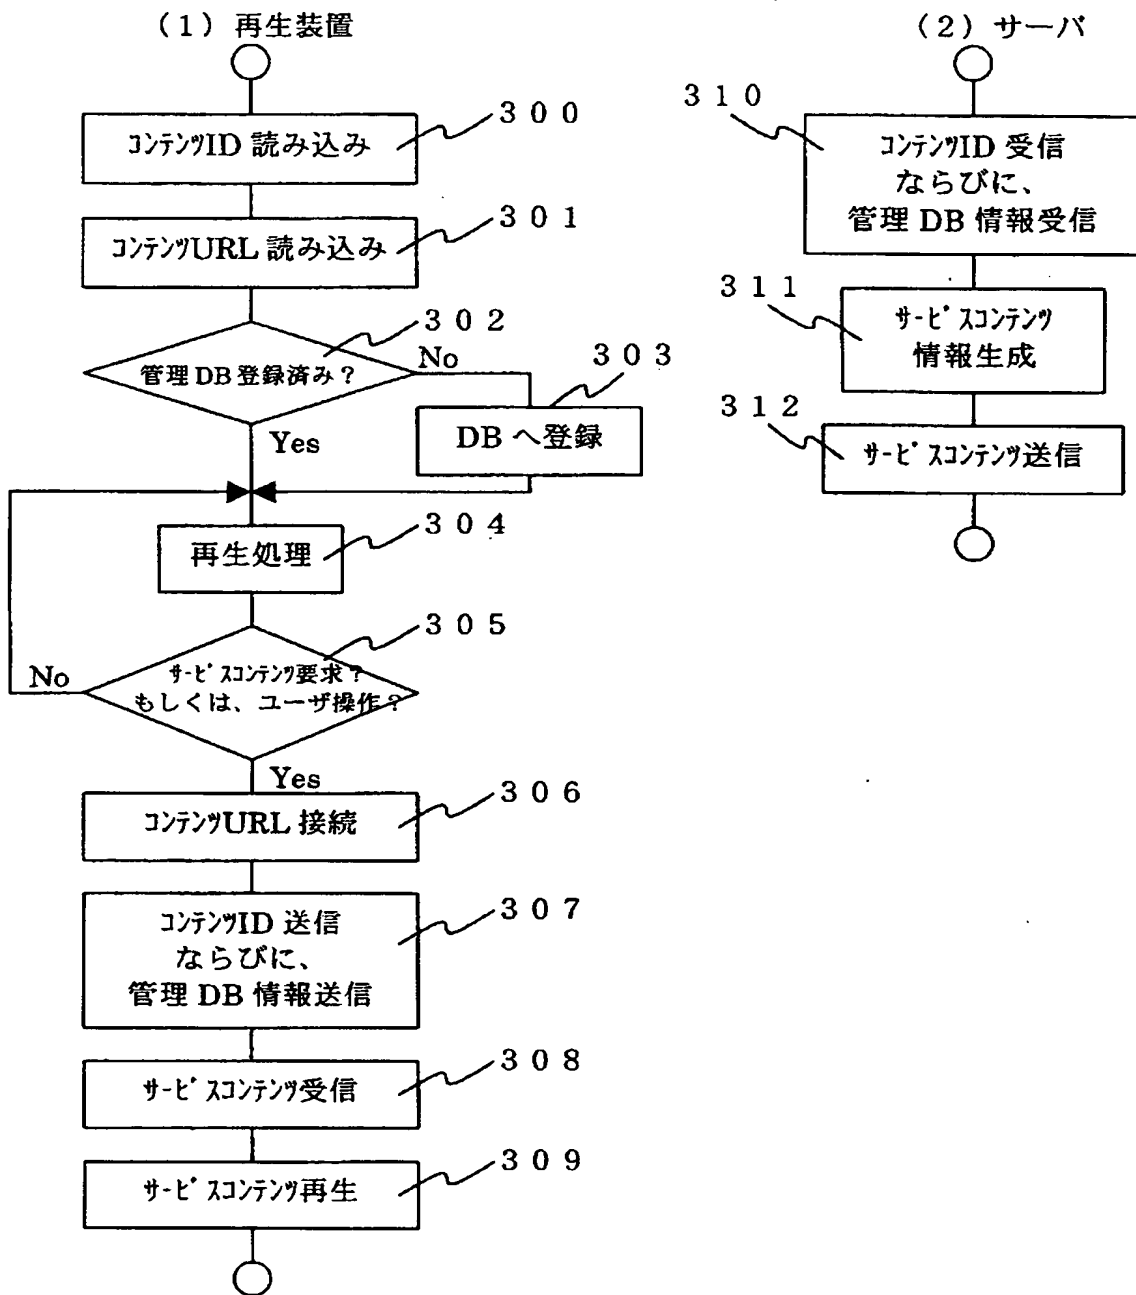 （1）再生装置
300
ｺﾝﾃﾝﾂID 読み込み
301
ｺﾝﾃﾝﾂURL 読み込み
302
管理 DB 登録済み？
No
303
DB へ登録
Yes
304
再生処理
305
ｻｰﾋﾞｽｺﾝﾃﾝﾂ要求？
もしくは、ユーザ操作？
No
Yes
306
ｺﾝﾃﾝﾂURL 接続
307
ｺﾝﾃﾝﾂID 送信
ならびに、
管理 DB 情報送信
308
ｻｰﾋﾞｽｺﾝﾃﾝﾂ受信
309
ｻｰﾋﾞｽｺﾝﾃﾝﾂ再生
（2）サーバ
310
ｺﾝﾃﾝﾂID 受信
ならびに、
管理 DB 情報受信
311
ｻｰﾋﾞｽｺﾝﾃﾝﾂ
情報生成
312
ｻｰﾋﾞｽｺﾝﾃﾝﾂ送信